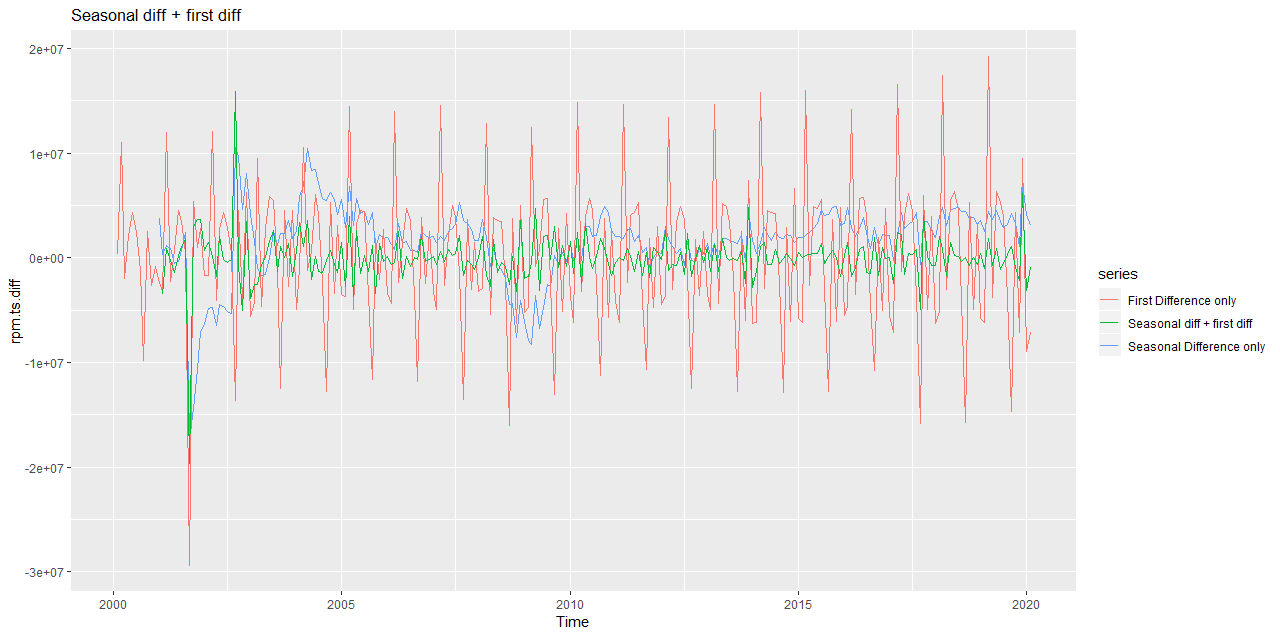 Seasonal diff + first diff
rpm.ts.diff
2e+07
1e+07
0e+00
-1e+07
-2e+07
-3e+07
2000
2005
2010
2015
2020
Time
series
First Difference only
Seasonal diff + first diff
Seasonal Difference only